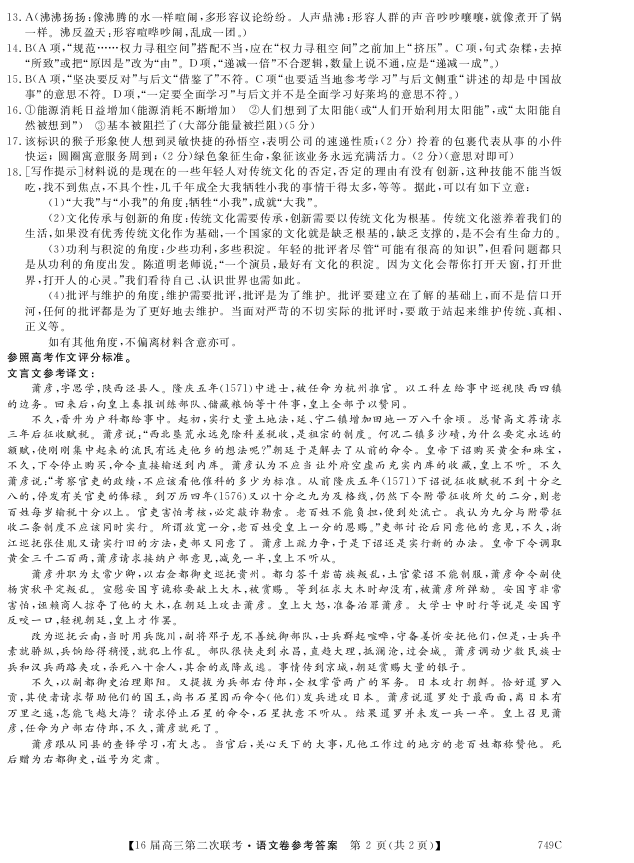 13. A(沸沸扬扬:像沸腾的水一样喧闹,多形容议论纷纷。人声鼎沸:形容人群的声音吵吵嚷嚷,就像煮开了锅
一样。沸反盈天:形容喧哗吵闹,乱成一团。)
14. B(A项,“规范……权力寻租空间”搭配不当,应在“权力寻租空间”之前加上“挤压”。C项,句式杂糅,去掉
“所致”或把“原因是”改为“由”。D项,“递减一倍”不合逻辑,数量上说不通,应是“递减一成”。)
15. B(A项,“坚决要反对”与后文“借鉴了”不符。C项“也要适当地参考学习”与后文侧重“讲述的却是中国故
事”的意思不符。D项,“一定要全面学习”与后文并不是全面学习好莱坞的意思不符。)
16. ①能源消耗日益增加(能源消耗不断增加) ②人们想到了太阳能(或“人们开始利用太阳能”,或“太阳能自
然被想到”) ③基本被阻拦了(大部分能量被拦阻)(5分)
17. 该标识的猴子形象使人想到灵敏快捷的孙悟空,表明公司的速递性质;(2分) 拎着的包裹代表从事的小件
快运;圆圈寓意服务周到;(2分)绿色象征生命,象征该业务永远充满活力。(2分)(意思对即可)
18. [写作提示]材料说的是现在的一些年轻人对传统文化的否定,否定的理由有没有创新,这种技能不能当饭
吃,找不到焦点,不具个性,几千年成全大我牺牲小我的事情干得太多,等等。据此,可以有如下立意:
(1)“大我”与“小我”的角度:牺牲“小我”,成就“大我”。
(2)文化传承与创新的角度:传统文化需要传承,创新需要以传统文化为根基。传统文化滋养着我们的
生活,如果没有优秀传统文化作为基础,一个国家的文化就是缺乏根基的,缺乏支撑的,是不会有生命力的。
(3)功利与积淀的角度:少些功利,多些积淀。年轻的批评者尽管“可能有很高的知识”,但看问题都只
是从功利的角度出发。陈道明老师说:“一个演员,最好有文化的积淀。因为文化会帮你打开天窗,打开世
界,打开人的心灵。”我们看待自己、认识世界也需如此。
(4)批评与维护的角度:维护需要批评,批评是为了维护。批评要建立在了解的基础上,而不是信口开
河,任何的批评都是为了更好地去维护。当面对严苛的不切实际的批评时,要敢于站起来维护传统、真相、
正义等。
如有其他角度,不偏离材料含意亦可。
参照高考作文评分标准。
文言文参考译文:
萧彦,字思学,陕西泾县人。隆庆五年(1571)中进士,被任命为杭州推官。以工科左给事中巡视陕西四镇
的边务。回来后,向皇上奏报训练部队、储藏粮饷等十件事,皇上全部予以赞同。
不久,晋升为户科都给事中。起初,实行丈量土地法,延、宁二镇增加田地一万八千余顷。总督高文荐请求
三年后征收赋税。萧彦说:“西北垦荒永远免除科差税收,是祖宗的制度。何况二镇多沙碛,为什么要定永远的
额赋,使刚刚集中起来的流民有远走他乡的想法呢?”朝廷于是解去了从前的命令。皇帝下诏购买黄金和珠宝,
不久,下令停止购买,命令直接输送到内库。萧彦认为不应当让外府空虚而充实内库的收藏,皇上不听。不久
萧彦说:“考察官吏的政绩,不应该看他催科的多少为标准。从前隆庆五年(1571)下诏说征收赋税不到十分之
八的,停发有关官吏的俸禄。到万历四年(1576)又以十分之九为及格线,仍然下令附带征收所欠的二分,则老
百姓每岁输税十分以上。官吏害怕考核,必定敲诈勒索。老百姓不能负担,便到处流亡。我认为九分与附带征
收二条制度不应该同时实行。所谓放宽一分,老百姓受皇上一分的恩赐。”吏部讨论后同意他的意见,不久,浙
江巡抚张佳胤又请实行旧的方法,吏部又同意了。萧彦上疏力争,于是下诏还是实行新的办法。皇帝下令调取
黄金三千二百两,萧彦请求接纳户部意见,减免一半,皇上不听从。
萧彦升职为太常少卿,以右佥都御史巡抚贵州。都匀答千岩苗族叛乱,土官蒙诏不能制服,萧彦命令副使
杨寅秋平定叛乱。宣慰安国亨诡称要献上大木,被赏赐。等到征求大木时却没有,被萧彦所弹劾。安国亨非常
害怕,诬赖商人掠夺了他的大木,在朝廷上攻击萧彦。皇上大怒,准备治罪萧彦。大学士申时行等说是安国亨
反咬一口,轻视朝廷,皇上才作罢。
改为巡抚云南,当时用兵陇川,副将邓子龙不善统御部队,士兵群起喧哗,守备姜忻安抚他们,但是,士兵平
素就骄纵,兵饷给得稍慢,就犯上作乱。部队很快走到永昌,直趋大理,抵澜沧,过会城。萧彦调动少数民族士
兵和汉兵两路夹攻,杀死八十余人,其余的或降或逃。事情传到京城,朝廷赏赐大量的银子。
不久,以副都御史治理郧阳。又提拔为兵部右侍郎,全权掌管两广的军务。日本攻打朝鲜。恰好暹罗入
贡,其使者请求帮助他们的国王,尚书石星因而命令(他们)发兵进攻日本。萧彦说暹罗处于最西面,离日本有
万里之遥,怎能飞越大海?请求停止石星的命令,石星执意不听从。结果暹罗并未发一兵一卒。皇上召见萧
彦,任命为户部右侍郎,不久,萧彦就死了。
萧彦跟从同县的查铎学习,有大志。当官后,关心天下的大事,凡他工作过的地方的老百姓都称赞他。死
后赠为右都御史,谥号为定肃。
【16届高三第二次联考·语文卷参考答案 第2页(共2页)】 749C